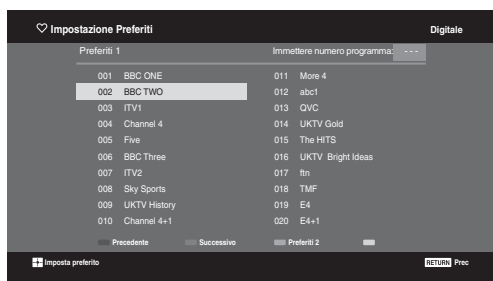 Impostazione Preferiti
Digitale
Preferiti 1
Immettere numero programma: ---
001 BBC ONE
002 BBC TWO
003 ITV1
004 Channel 4
005 Five
006 BBC Three
007 ITV2
008 Sky Sports
009 UKTV History
010 Channel 4+1
011 More 4
012 abc1
013 QVC
014 UKTV Gold
015 The HITS
016 UKTV Bright Ideas
017 ftn
018 TMF
019 E4
020 E4+1
Precedente Successivo Preferiti 2
Imposta preferito
RETURN Prec